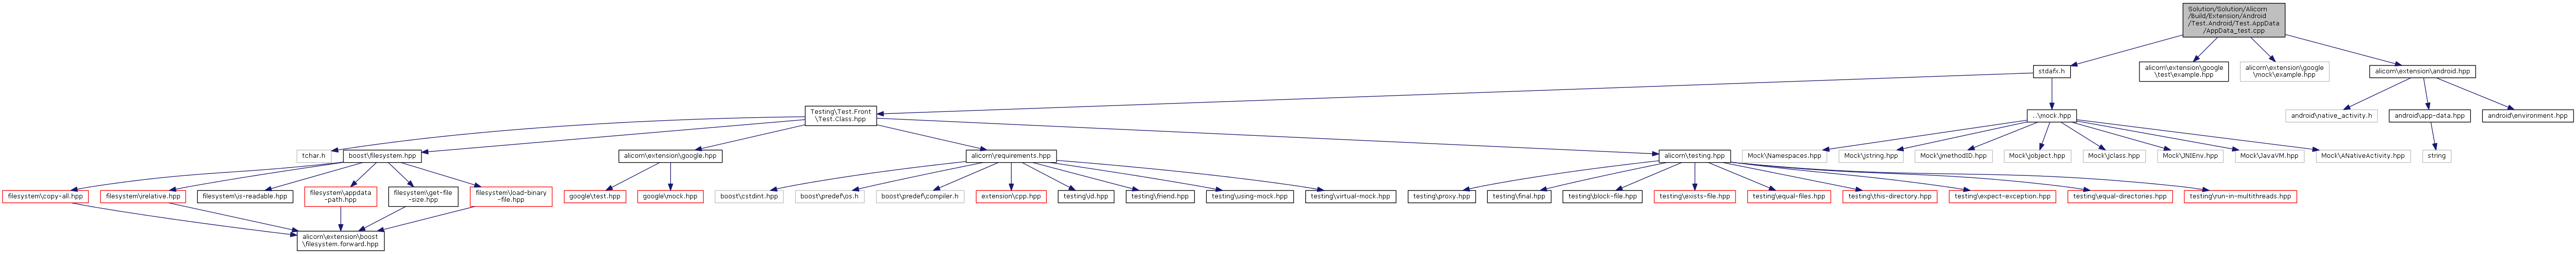 Solution/Solution/Alicorn
/Build/Extension/Android
/Test.Android/Test.AppData
/AppData_test.cpp
stdafx.h
alicorn\extension\google
\test\example.hpp
alicorn\extension\google
\mock\example.hpp
alicorn\extension\android.hpp
Testing\Test.Front
\Test.Class.hpp
...\mock.hpp
android\native_activity.h
android\app-data.hpp
android\environment.hpp
tchar.h
boost\filesystem.hpp
alicorn\extension\google.hpp
alicorn\requirements.hpp
alicorn\testing.hpp
Mock\Namespaces.hpp
Mock\jstring.hpp
Mock\jmethodID.hpp
Mock\jobject.hpp
Mock\jclass.hpp
Mock\JNIEnv.hpp
Mock\JavaVM.hpp
Mock\ANativeActivity.hpp
string
filesystem\copy-all.hpp
filesystem\relative.hpp
filesystem\is-readable.hpp
filesystem\appdata
-path.hpp
filesystem\get-file
-size.hpp
filesystem\load-binary
-file.hpp
google\test.hpp
google\mock.hpp
boost\cstdint.hpp
boost\predef\os.h
boost\predef\compiler.h
extension\cpp.hpp
testing\id.hpp
testing\friend.hpp
testing\using-mock.hpp
testing\virtual-mock.hpp
testing\proxy.hpp
testing\final.hpp
testing\block-file.hpp
testing\exists-file.hpp
testing\equal-files.hpp
testing\this-directory.hpp
testing\expect-exception.hpp
testing\equal-directories.hpp
testing\run-in-multithreads.hpp
alicorn\extension\boost
\filesystem.forward.hpp